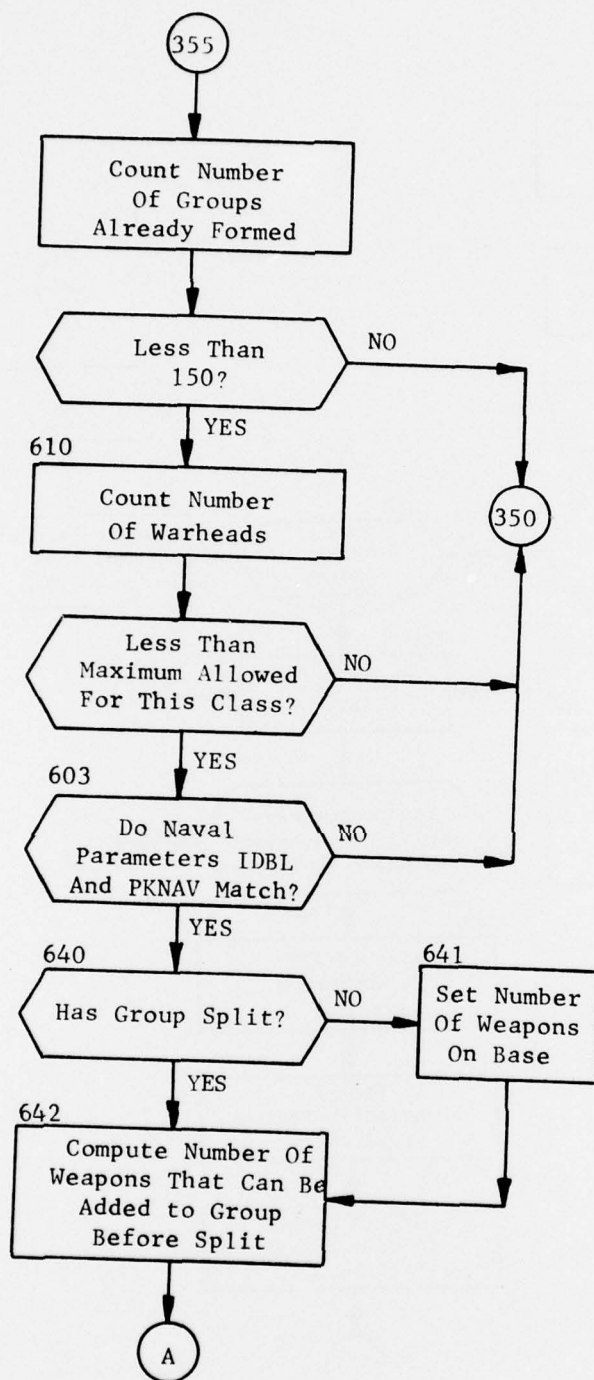 355
Count Number
Of Groups
Already Formed
Less Than
150?
NO
YES
610
Count Number
Of Warheads
350
Less Than
Maximum Allowed
For This Class?
NO
YES
603
Do Naval
Parameters IDBL
And PKNAV Match?
NO
YES
640
Has Group Split?
NO
641
Set Number
Of Weapons
On Base
YES
642
Compute Number Of
Weapons That Can Be
Added to Group
Before Split
A